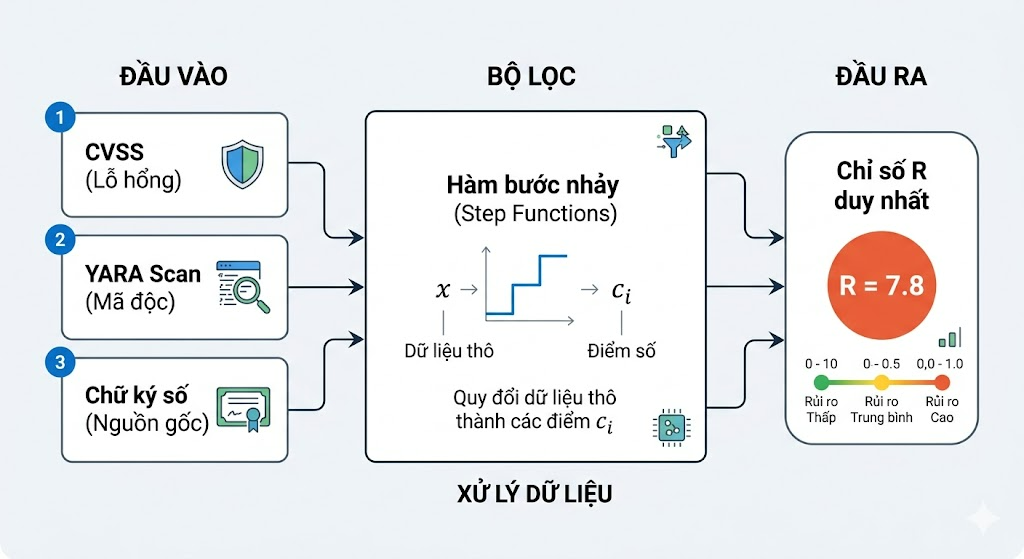 ĐẦU VÀO
1
CVSS
(Lỗ hổng)
2
YARA Scan
(Mã độc)
3
Chữ ký số
(Nguồn gốc)
BỘ LỌC
Hàm bước nhảy
(Step Functions)
x
c_i
Dữ liệu thô
Điểm số
Quy đổi dữ liệu thô
thành các điểm c_i
XỬ LÝ DỮ LIỆU
ĐẦU RA
Chỉ số R
duy nhất
R = 7.8
0 - 10
0 - 0.5
0,0 - 1.0
Rủi ro
Thấp
Rủi ro
Trung bình
Rủi ro
Cao